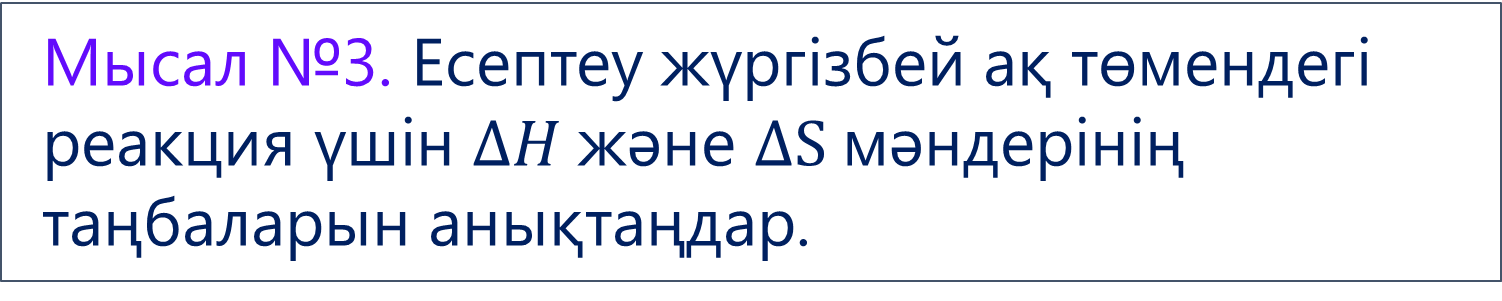 Мысал №3. Есептеу жүргізбей ақ төмендегі
реакция үшін ΔH және ΔS мәндерінің
таңбаларын анықтаңдар.